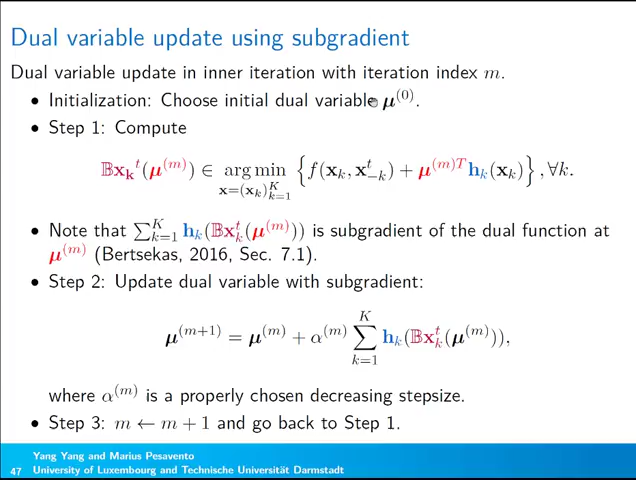 Dual variable update using subgradient
Dual variable update in inner iteration with iteration index m.
• Initialization: Choose initial dual variable μ^(0).
• Step 1: Compute
𝔹x_k^t(μ^(m)) ∈ arg min_{x=(x_k)_{k=1}^K} { f(x_k, x_{-k}^t) + μ^{(m)T} h_k(x_k) }, ∀k.
• Note that ∑_{k=1}^K h_k(𝔹x_k^t(μ^(m))) is subgradient of the dual function at
μ^(m) (Bertsekas, 2016, Sec. 7.1).
• Step 2: Update dual variable with subgradient:
μ^(m+1) = μ^(m) + α^(m) ∑_{k=1}^K h_k(𝔹x_k^t(μ^(m))),
where α^(m) is a properly chosen decreasing stepsize.
• Step 3: m ← m + 1 and go back to Step 1.
Yang Yang and Marius Pesavento
47 University of Luxembourg and Technische Universität Darmstadt